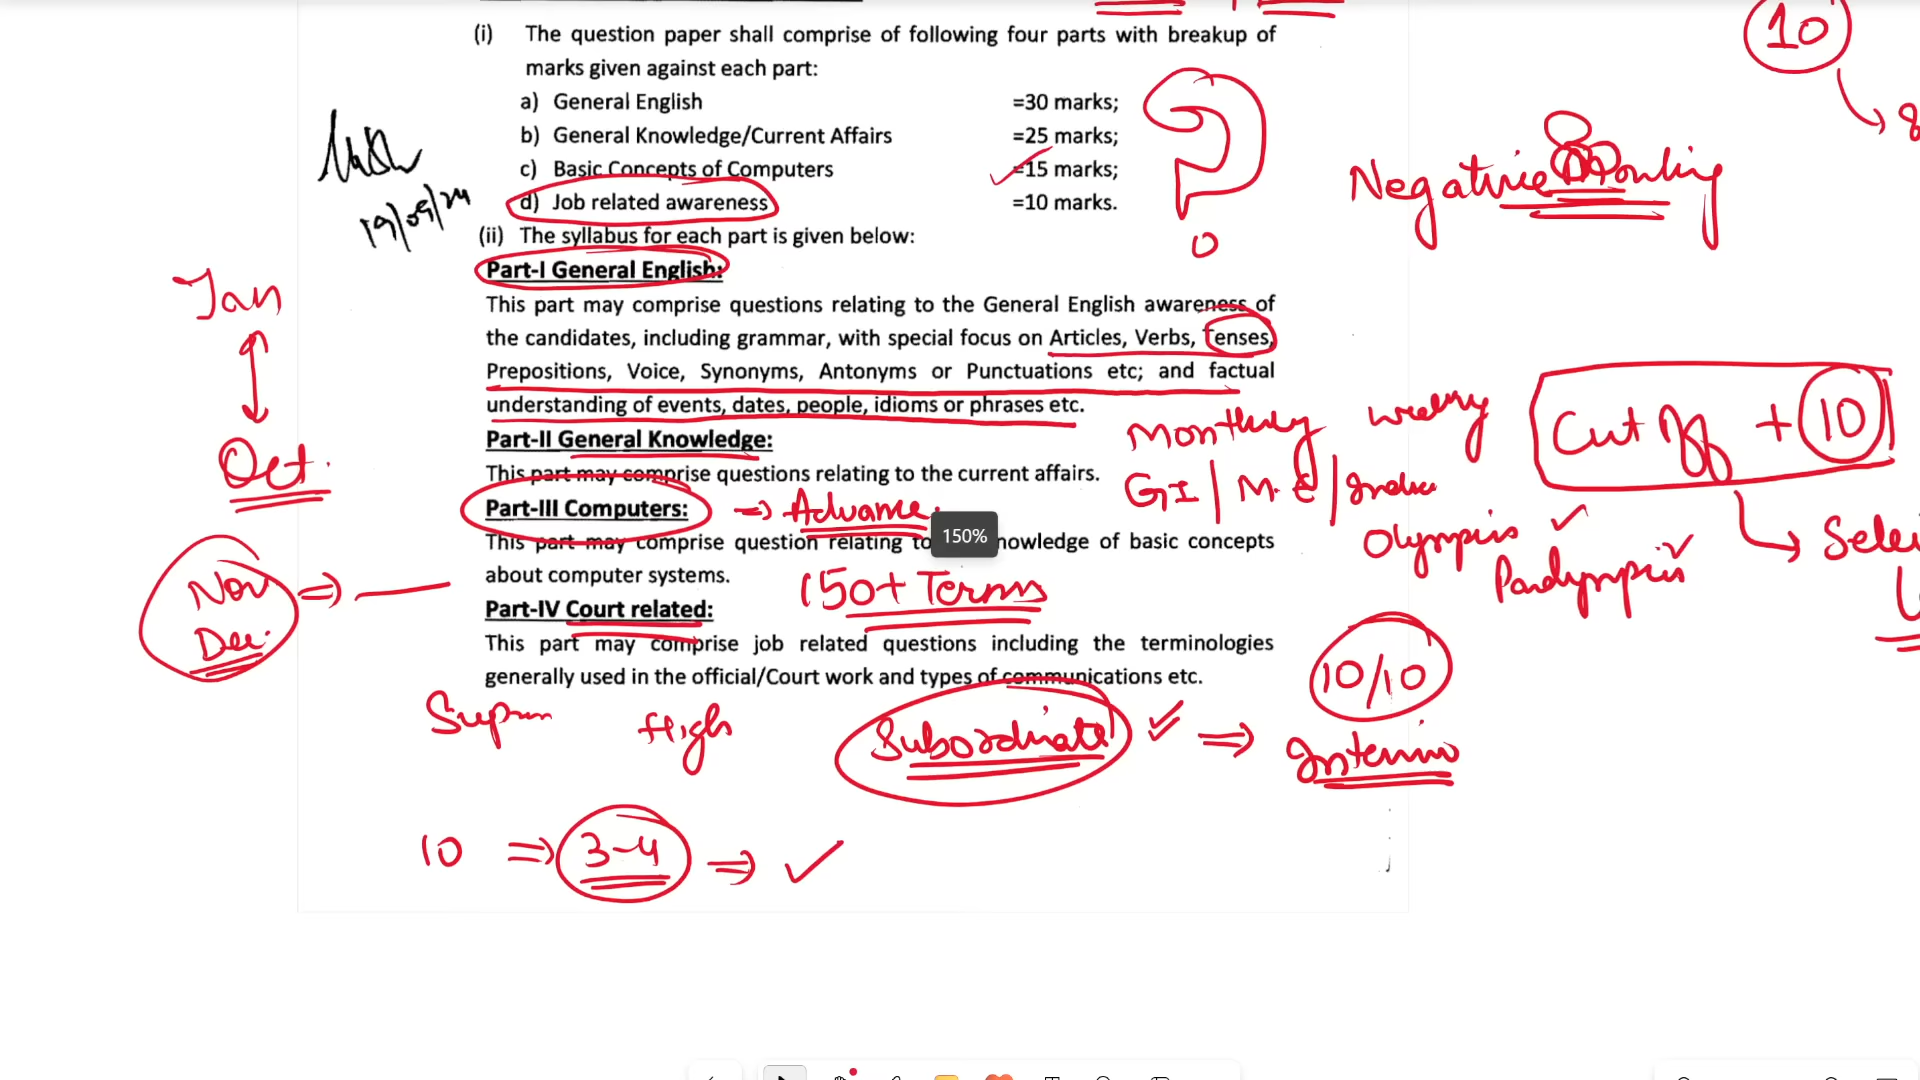 (i) The question paper shall comprise of following four parts with breakup of
marks given against each part:
a) General English =30 marks;
b) General Knowledge/Current Affairs =25 marks;
c) Basic Concepts of Computers =15 marks;
d) Job related awareness =10 marks.
(ii) The syllabus for each part is given below:
Part-I General English:
This part may comprise questions relating to the General English awareness of
the candidates, including grammar, with special focus on Articles, Verbs, Tenses,
Prepositions, Voice, Synonyms, Antonyms or Punctuations etc; and factual
understanding of events, dates, people, idioms or phrases etc.
Part-II General Knowledge:
This part may comprise questions relating to the current affairs.
Part-III Computers:
This part may comprise question relating to knowledge of basic concepts
about computer systems.
Part-IV Court related:
This part may comprise job related questions including the terminologies
generally used in the official/Court work and types of communications etc.
19/09/24
Jan
Oct.
Nov
Dec.
10
8
Negative Marking
Cut off + 10
Monthly weekly
GI | M.E | India
Olympics
Paralympics
⇒ Advance
150%
150+ Terms
High
Subordinate ⇒
10/10
10 ⇒ 3-4 ⇒